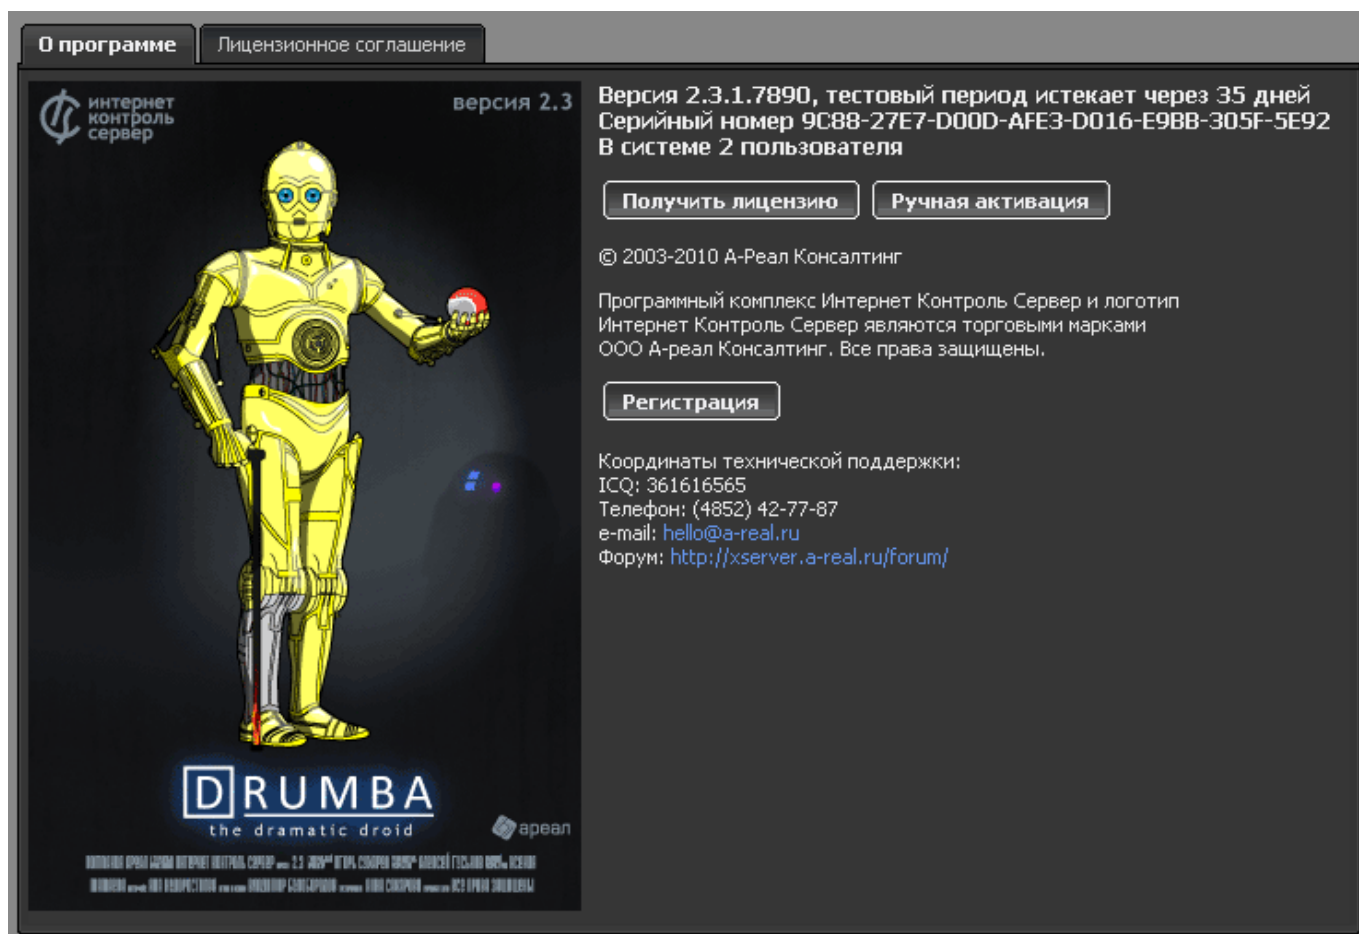 О программе
Лицензионное соглашение
интернет
контроль
сервер
версия 2.3
DRUMBA
the dramatic droid
ареал
Версия 2.3.1.7890, тестовый период истекает через 35 дней
Серийный номер 9C88-27E7-D00D-AFE3-D016-E9BB-305F-5E92
В системе 2 пользователя
Получить лицензию
Ручная активация
© 2003-2010 А-Реал Консалтинг
Программный комплекс Интернет Контроль Сервер и логотип
Интернет Контроль Сервер являются торговыми марками
ООО А-реал Консалтинг. Все права защищены.
Регистрация
Координаты технической поддержки:
ICQ: 361616565
Телефон: (4852) 42-77-87
e-mail: hello@a-real.ru
Форум: http://xserver.a-real.ru/forum/